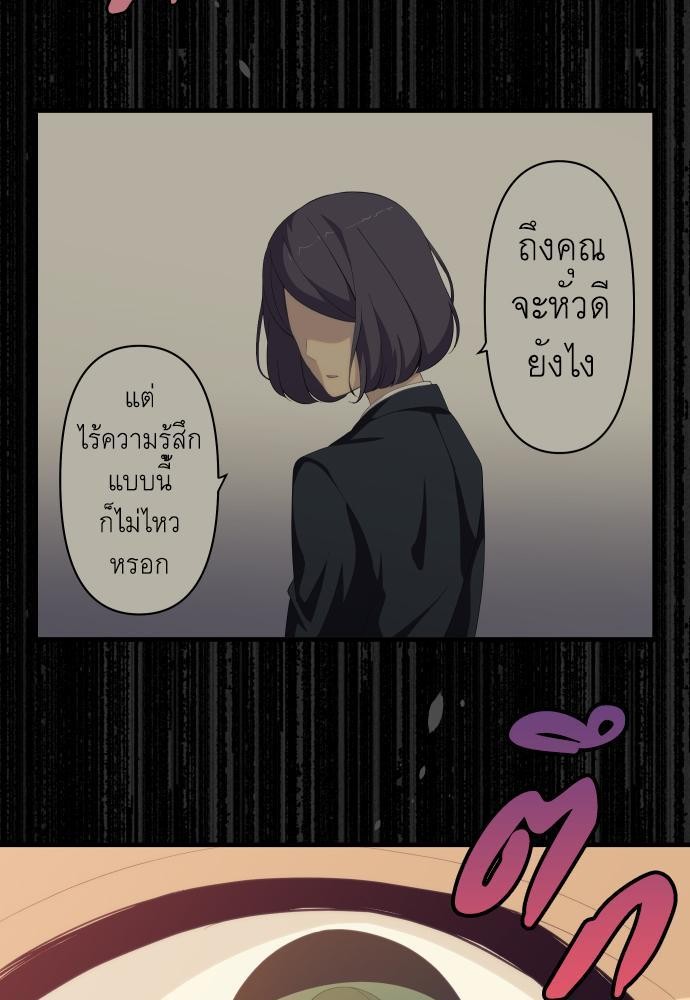 ถึงคุณ
จะหัวดี
ยังไง
แต่
ไร้ความรู้สึก
แบบนี้
ก็ไม่ไหว
หรอก
ตึก